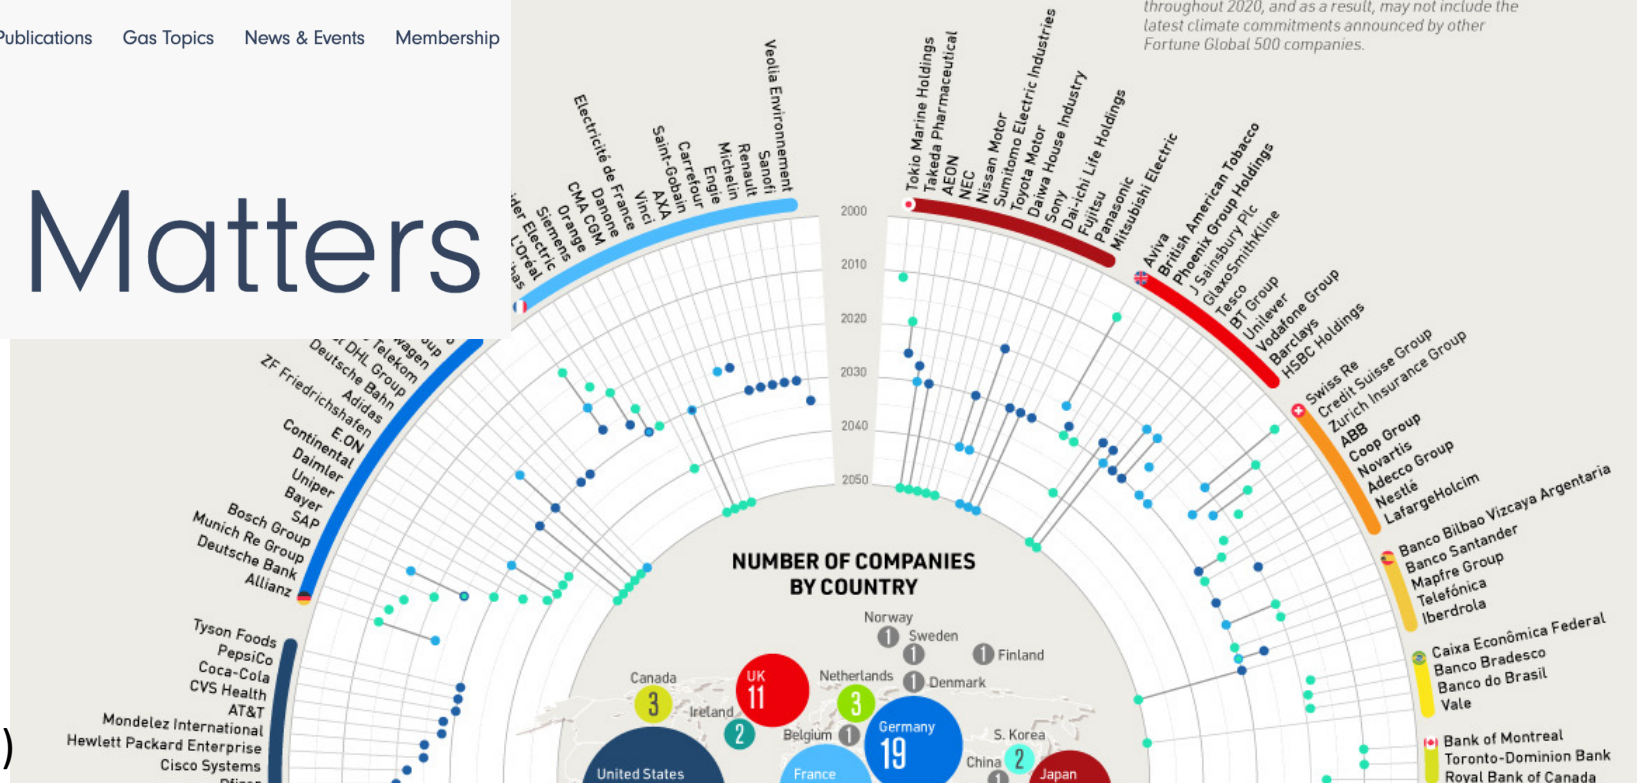 Publications Gas Topics News & Events Membership
Matters
throughout 2020, and as a result, may not include the
latest climate commitments announced by other
Fortune Global 500 companies.
L'Oréal
Electric
Siemens
Orange
CMA CGM
Danone
Electricité de France
Vinci
AXA
Saint-Gobain
Carrefour
Engie
Michelin
Renault
Sanofi
Veolia Environnement
Tokio Marine Holdings
Takeda Pharmaceutical
AEON
NEC
Nissan Motor
Sumitomo Electric Industries
Toyota Motor
Daiwa House Industry
Sony
Dai-ichi Life Holdings
Fujitsu
Panasonic
Mitsubishi Electric
Aviva
British American Tobacco
Phoenix Group Holdings
J Sainsbury Plc
GlaxoSmithKline
Tesco
BT Group
Unilever
Vodafone Group
Barclays
HSBC Holdings
Swiss Re
Credit Suisse Group
Zurich Insurance Group
ABB
Coop Group
Novartis
Adecco Group
Nestlé
LafargeHolcim
Banco Bilbao Vizcaya Argentaria
Banco Santander
Mapfre Group
Telefónica
Iberdrola
Caixa Econômica Federal
Banco Bradesco
Banco do Brasil
Vale
Bank of Montreal
Toronto-Dominion Bank
Royal Bank of Canada
2000
2010
2020
2030
2040
2050
Telekom
DHL Group
Deutsche Bahn
Adidas
ZF Friedrichshafen
E.ON
Continental
Daimler
Uniper
Bayer
SAP
Bosch Group
Munich Re Group
Deutsche Bank
Allianz
Tyson Foods
PepsiCo
Coca-Cola
CVS Health
AT&T
Mondelez International
Hewlett Packard Enterprise
Cisco Systems
)
NUMBER OF COMPANIES
BY COUNTRY
Norway
1
Sweden
1
1 Finland
1 Denmark
Canada
3
UK
11
Netherlands
3
Ireland
2
Belgium 1
Germany
19
S. Korea
2
China
1
United States
France
Japan